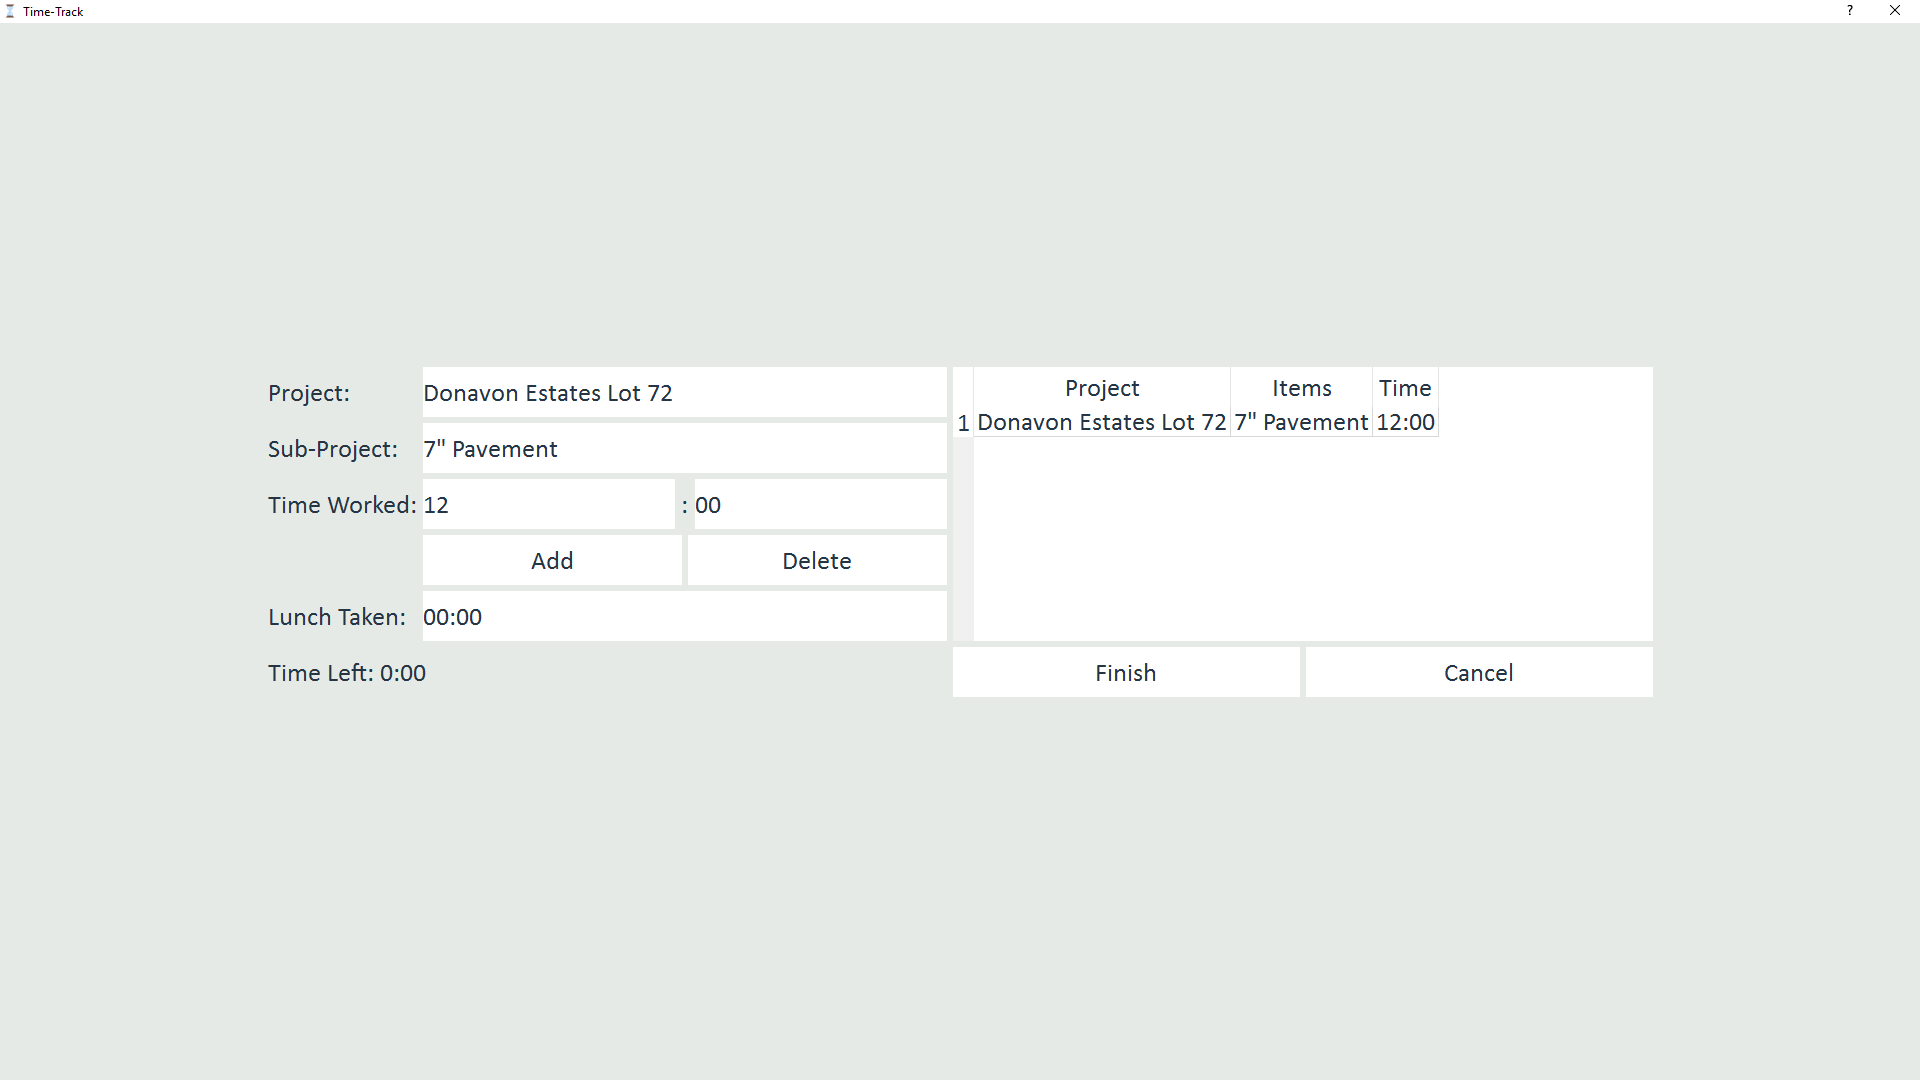 Time-Track
?
Project: Donavon Estates Lot 72
Sub-Project: 7" Pavement
Time Worked: 12 : 00
Add Delete
Lunch Taken: 00:00
Time Left: 0:00
Project Items Time
1 Donavon Estates Lot 72 7" Pavement 12:00
Finish Cancel